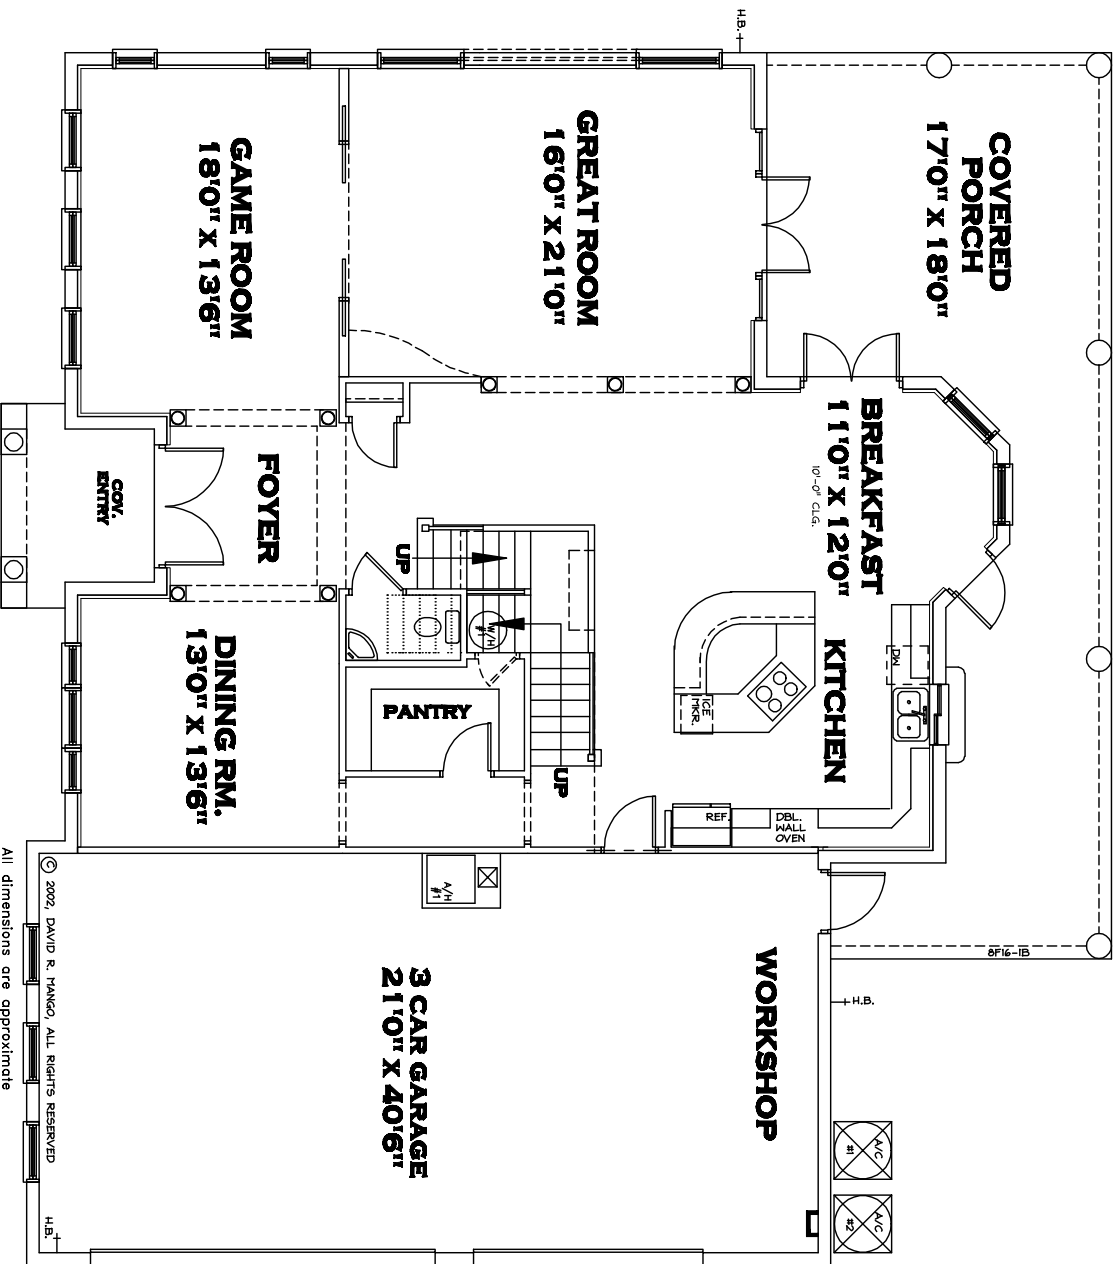 H.B.
COVERED
PORCH
17'0" X 18'0"
GREAT ROOM
16'0" X 21'0"
GAME ROOM
18'0" X 13'6"
BREAKFAST
11'0" X 12'0"
10'-0" CLG.
FOYER
COV.
ENTRY
UP
W/H
#1
DW
KITCHEN
ICE
MKR.
DINING RM.
13'0" X 13'6"
PANTRY
UP
REF.
DBL.
WALL
OVEN
A/H
#1
8F16-1B
WORKSHOP
H.B.
3 CAR GARAGE
21'0" X 40'6"
A/C
#1
A/C
#2
H.B.
© 2002, DAVID R. MANGO, ALL RIGHTS RESERVED
All dimensions are approximate